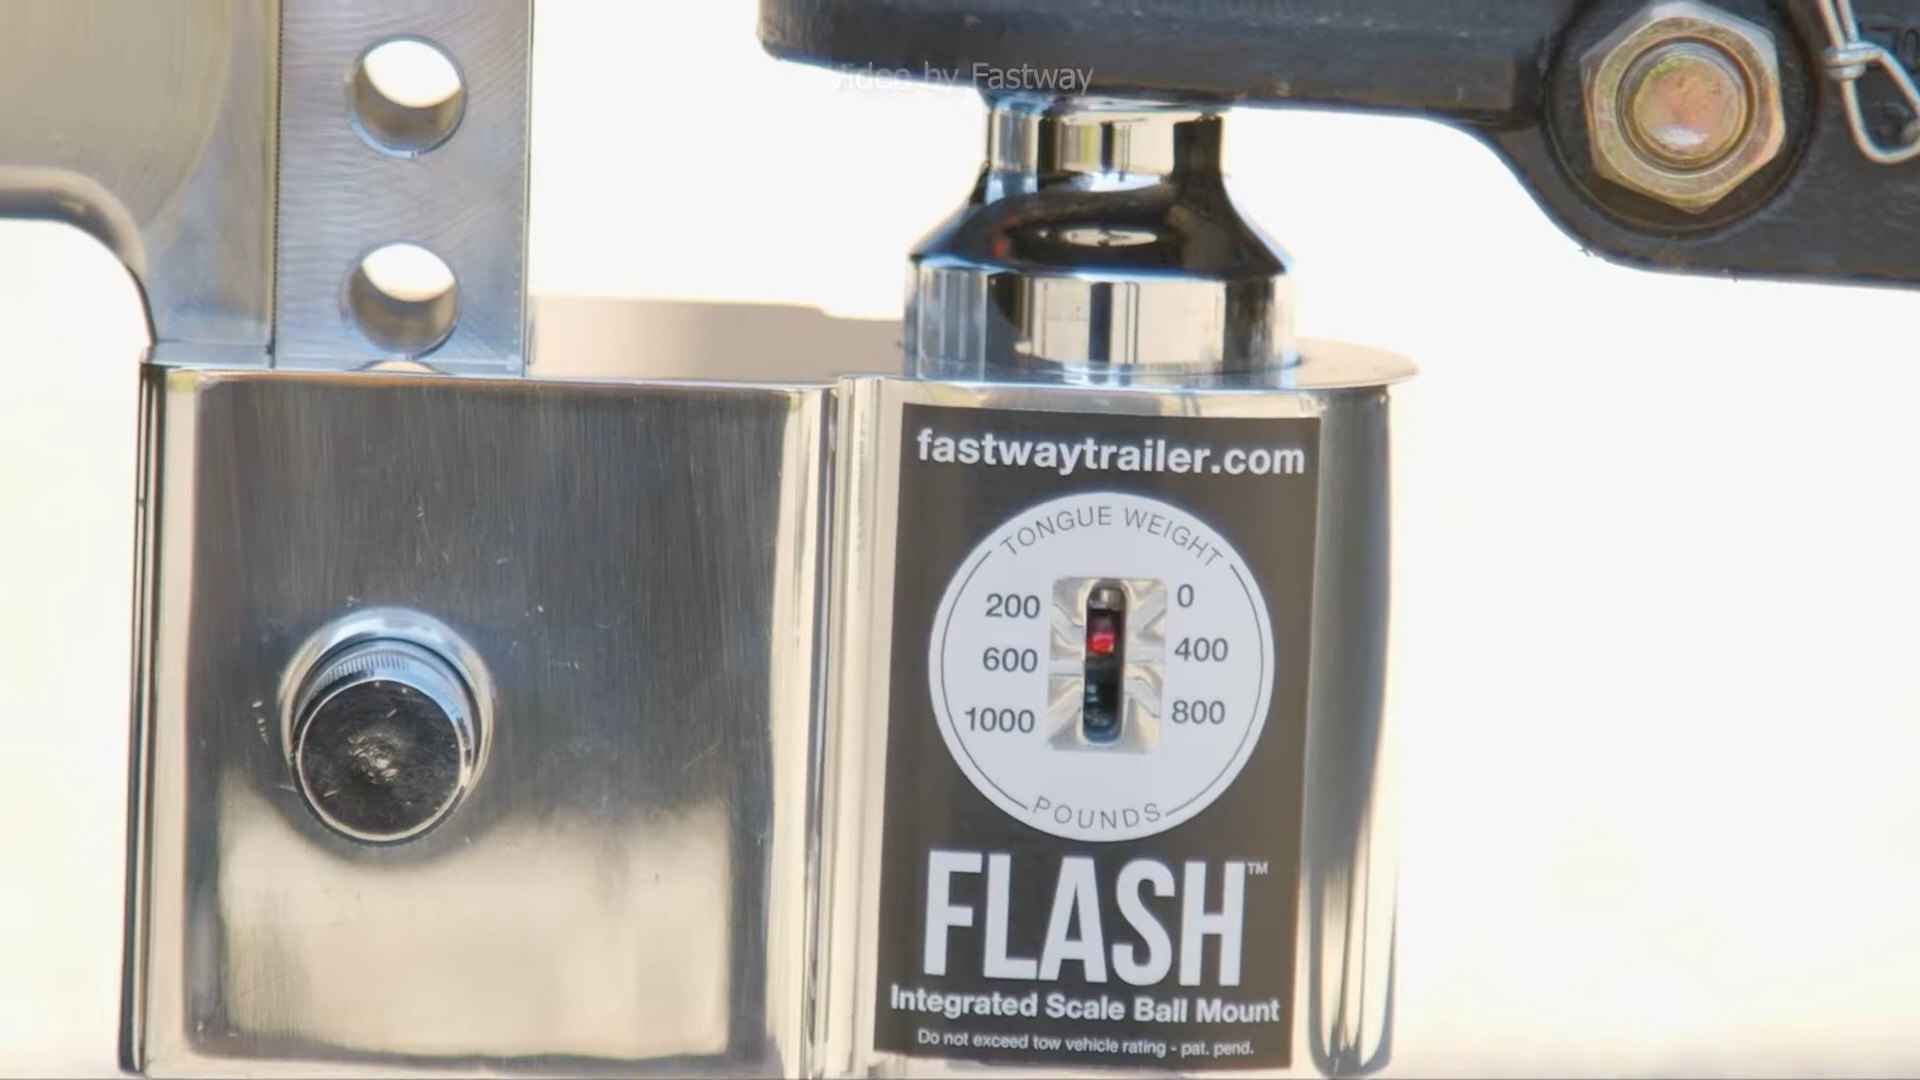 Video by Fastway
fastwaytrailer.com
TONGUE WEIGHT
200 0
600 400
1000 800
POUNDS
FLASH™
Integrated Scale Ball Mount
Do not exceed tow vehicle rating - pat. pend.